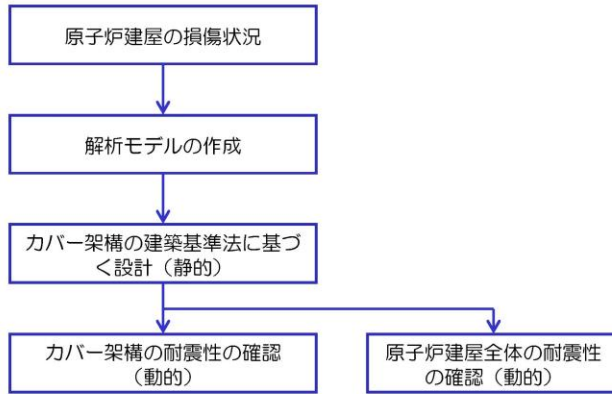 原子炉建屋の損傷状況
解析モデルの作成
カバー架構の建築基準法に基づ
く設計（静的）
カバー架構の耐震性の確認
（動的）
原子炉建屋全体の耐震性
の確認（動的）